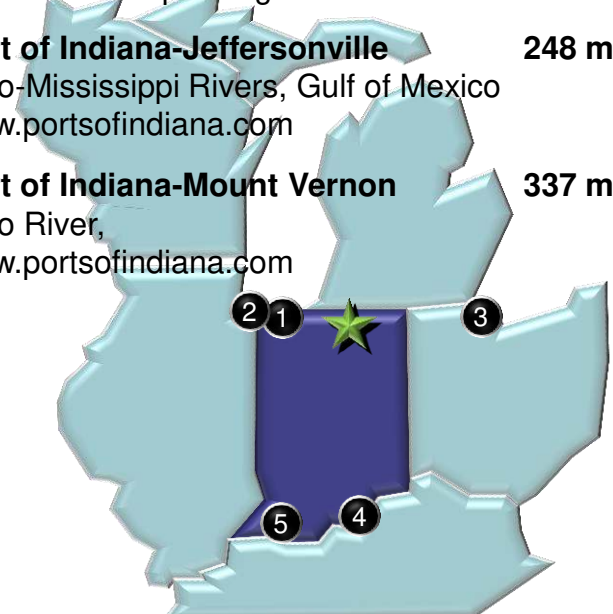 t of Indiana-Jeffersonville 248 m
o-Mississippi Rivers, Gulf of Mexico
w.portsofindiana.com
t of Indiana-Mount Vernon 337 m
o River,
w.portsofindiana.com
2 1 3
5 4